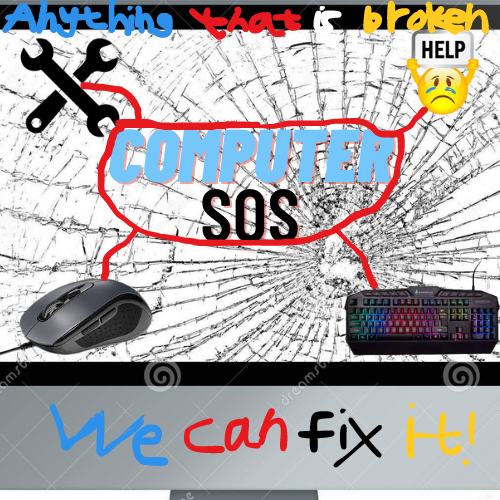 Anything that is broken
HELP
COMPUTER
SOS
We can fix it!